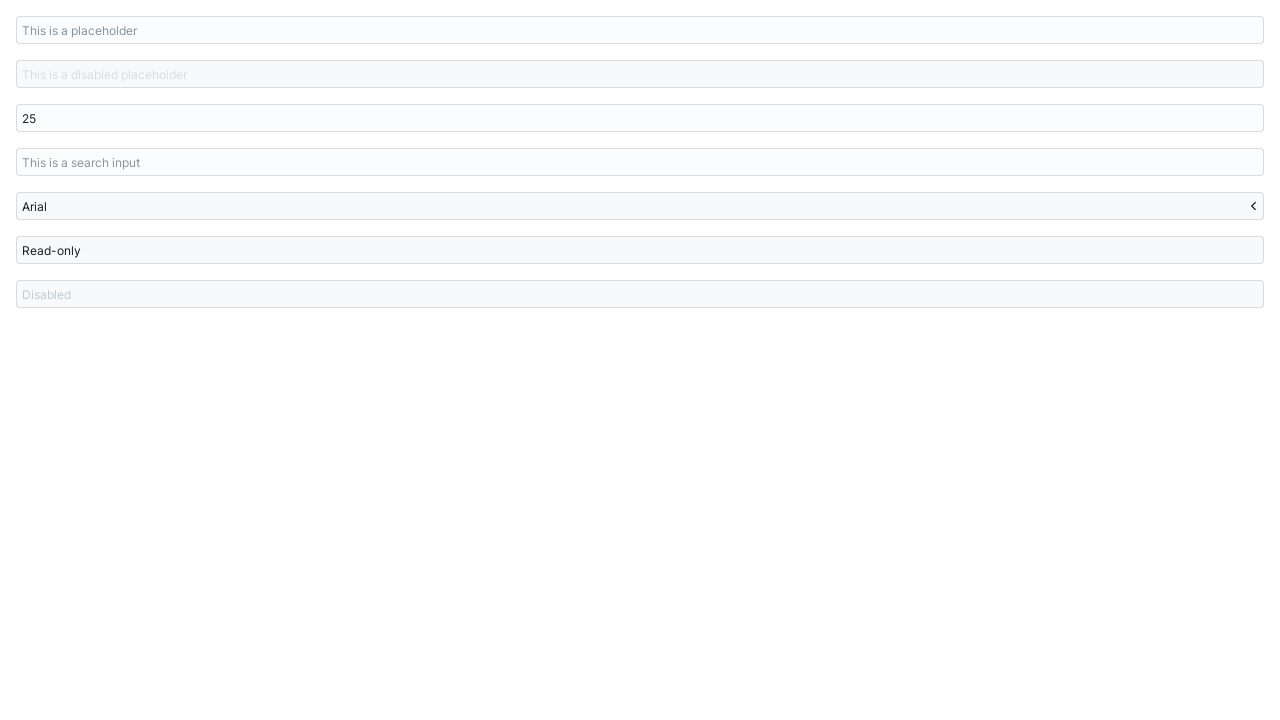 This is a placeholder
This is a disabled placeholder
25
This is a search input
Arial
Read-only
Disabled